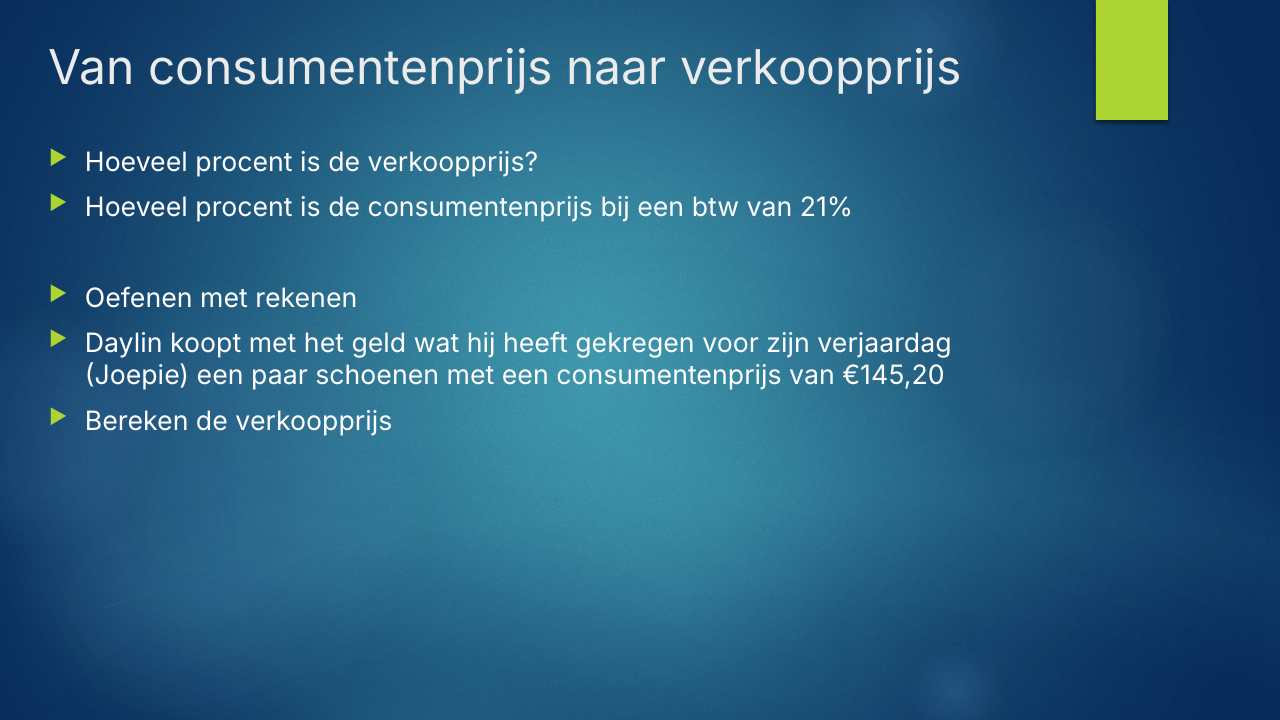 Van consumentenprijs naar verkoopprijs
Hoeveel procent is de verkoopprijs?
Hoeveel procent is de consumentenprijs bij een btw van 21%
Oefenen met rekenen
Daylin koopt met het geld wat hij heeft gekregen voor zijn verjaardag
(Joepie) een paar schoenen met een consumentenprijs van €145,20
Bereken de verkoopprijs